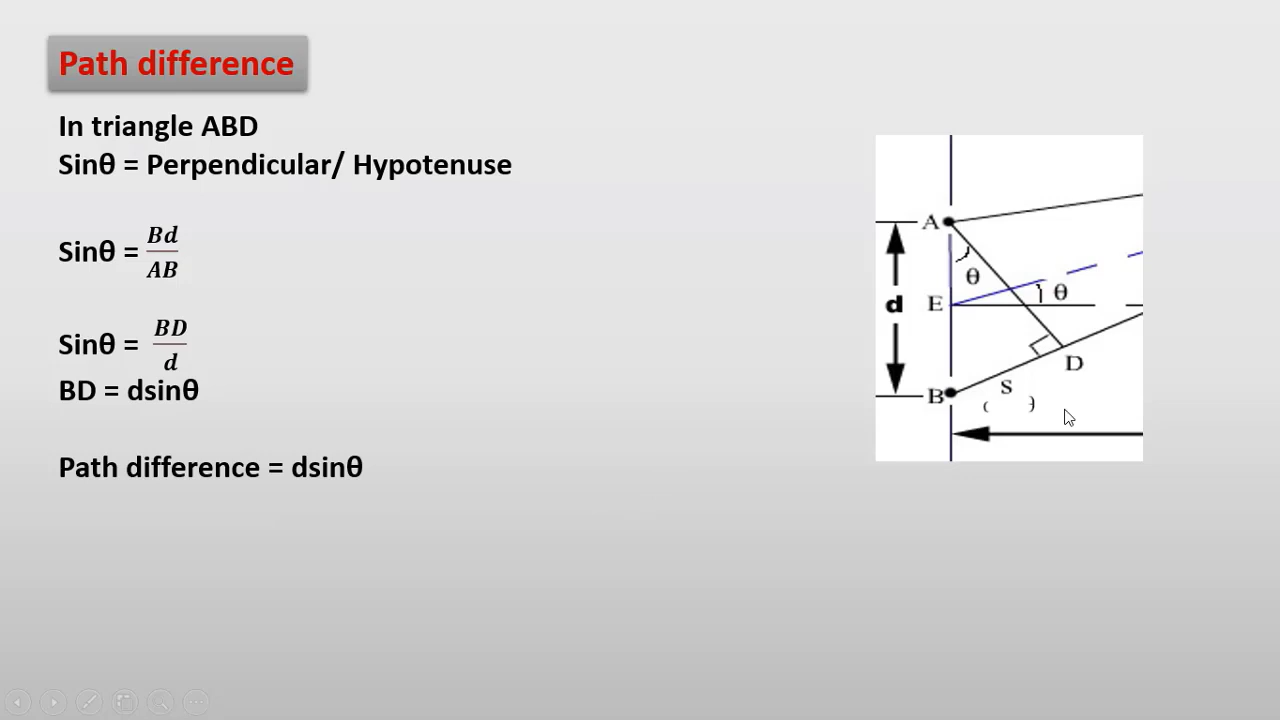 Path difference
In triangle ABD
Sinθ = Perpendicular/ Hypotenuse
Sinθ = Bd/AB
Sinθ = BD/d
BD = dsinθ
Path difference = dsinθ
A
θ
d
E
θ
D
S
B